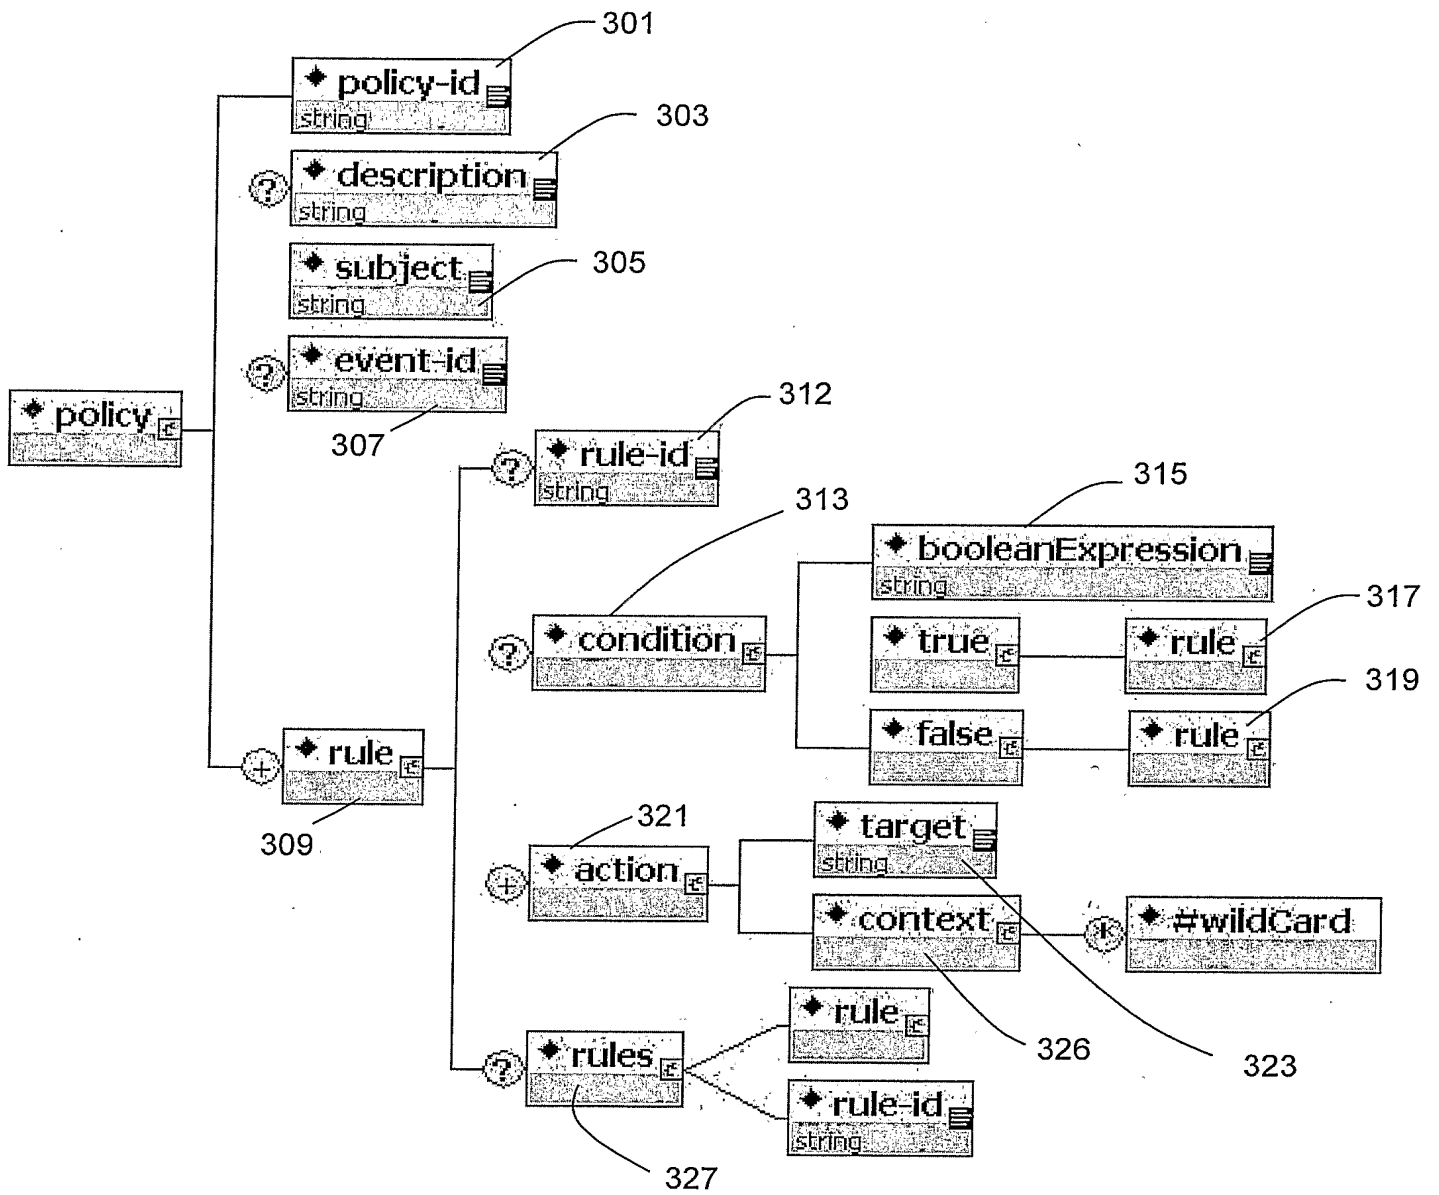 301
policy-id
string
303
? description
string
subject
string
305
? event-id
string
307
policy
312
? rule-id
string
313
315
booleanExpression
string
? condition
true
rule
317
false
rule
319
+ rule
309
321
+ action
target
string
323
context
326
* #wildCard
? rules
327
rule
rule-id
string